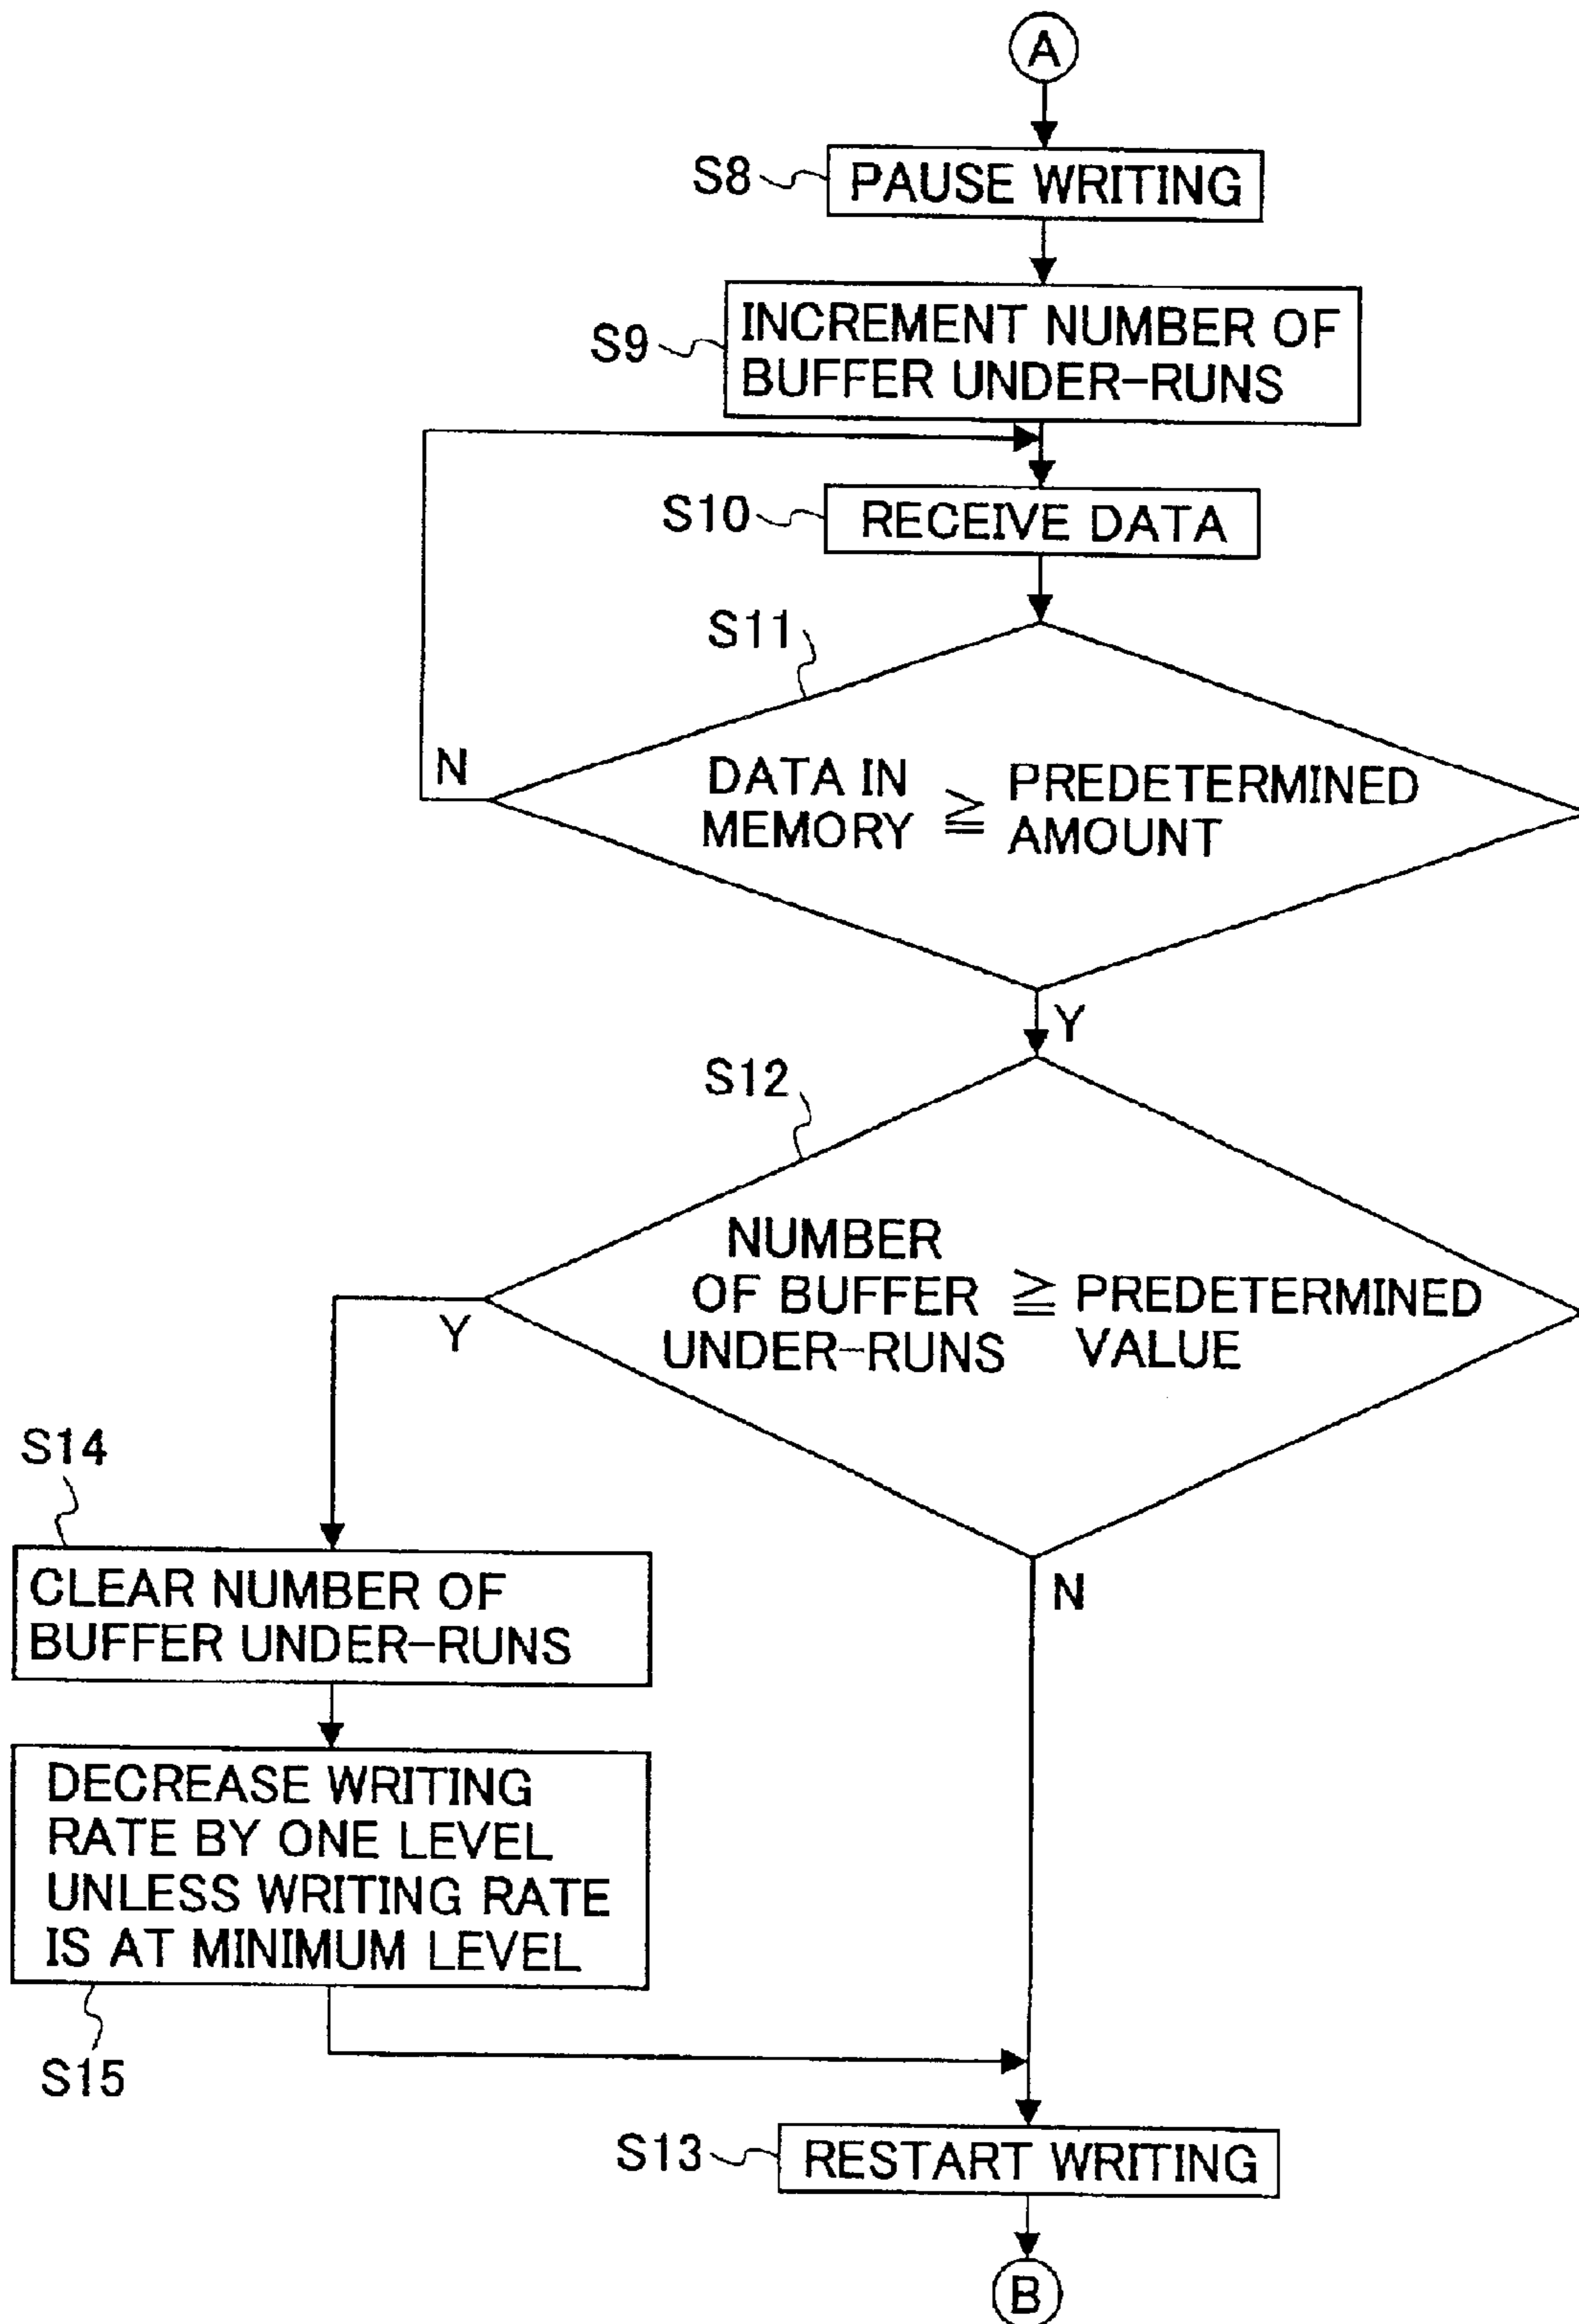 A
S8
PAUSE WRITING
S9
INCREMENT NUMBER OF
BUFFER UNDER-RUNS
S10
RECEIVE DATA
S11
N
DATA IN
MEMORY ≧ PREDETERMINED
AMOUNT
Y
S12
NUMBER
OF BUFFER ≧ PREDETERMINED
UNDER-RUNS VALUE
Y
N
S14
CLEAR NUMBER OF
BUFFER UNDER-RUNS
DECREASE WRITING
RATE BY ONE LEVEL
UNLESS WRITING RATE
IS AT MINIMUM LEVEL
S15
S13
RESTART WRITING
B